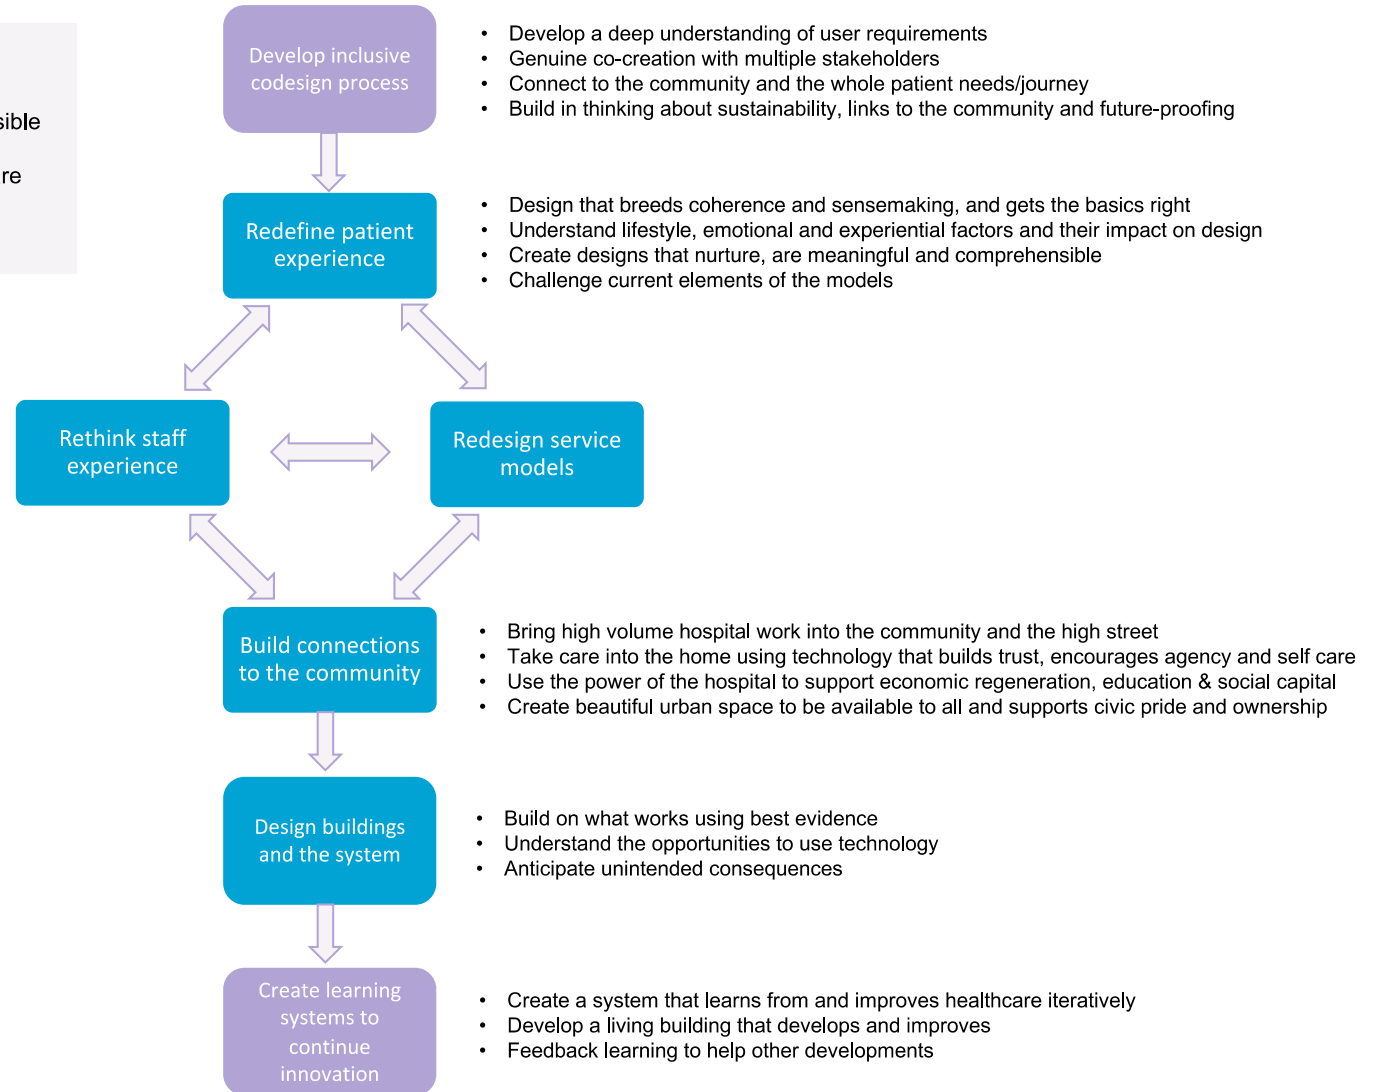 Develop inclusive
codesign process
• Develop a deep understanding of user requirements
• Genuine co-creation with multiple stakeholders
• Connect to the community and the whole patient needs/journey
• Build in thinking about sustainability, links to the community and future-proofing
Redefine patient
experience
• Design that breeds coherence and sensemaking, and gets the basics right
• Understand lifestyle, emotional and experiential factors and their impact on design
• Create designs that nurture, are meaningful and comprehensible
• Challenge current elements of the models
Rethink staff
experience
Redesign service
models
Build connections
to the community
• Bring high volume hospital work into the community and the high street
• Take care into the home using technology that builds trust, encourages agency and self care
• Use the power of the hospital to support economic regeneration, education & social capital
• Create beautiful urban space to be available to all and supports civic pride and ownership
Design buildings
and the system
• Build on what works using best evidence
• Understand the opportunities to use technology
• Anticipate unintended consequences
Create learning
systems to
continue
innovation
• Create a system that learns from and improves healthcare iteratively
• Develop a living building that develops and improves
• Feedback learning to help other developments